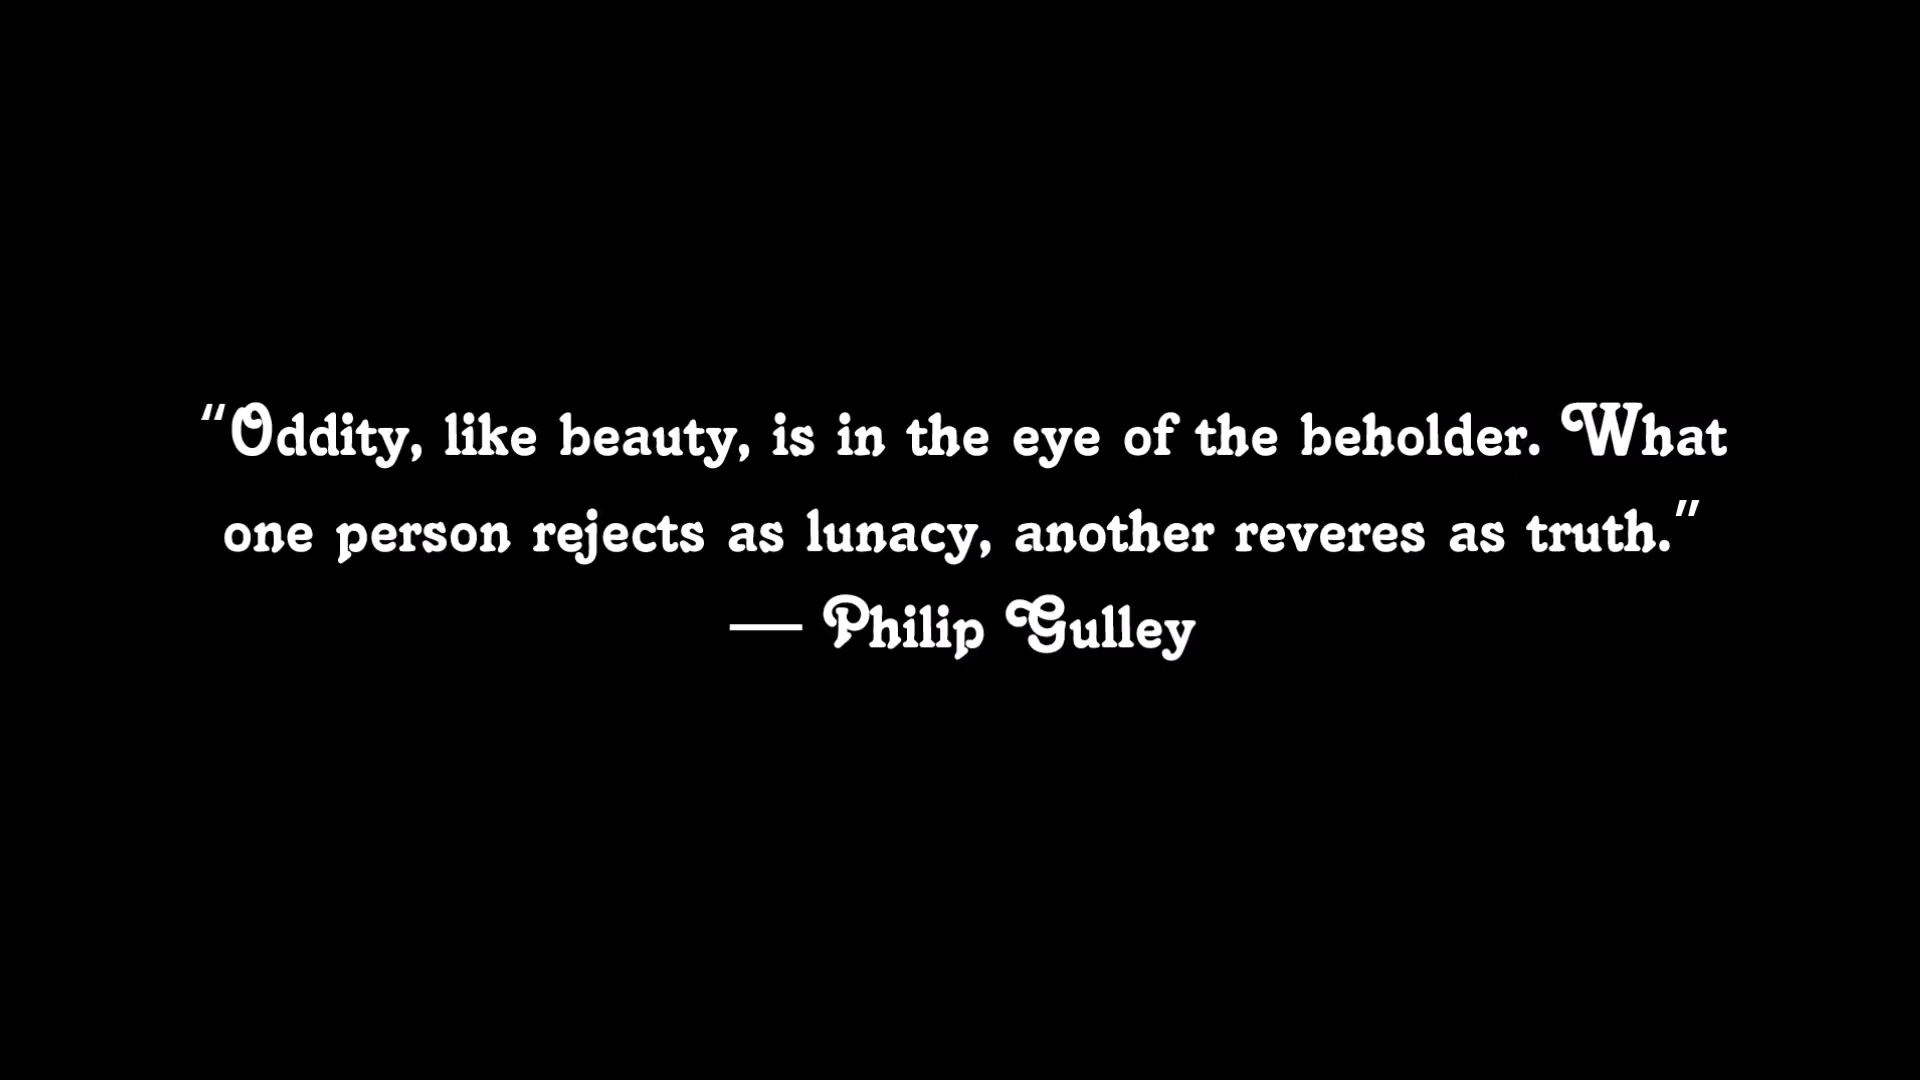 “Oddity, like beauty, is in the eye of the beholder. What
one person rejects as lunacy, another reveres as truth.”
— Philip Gulley